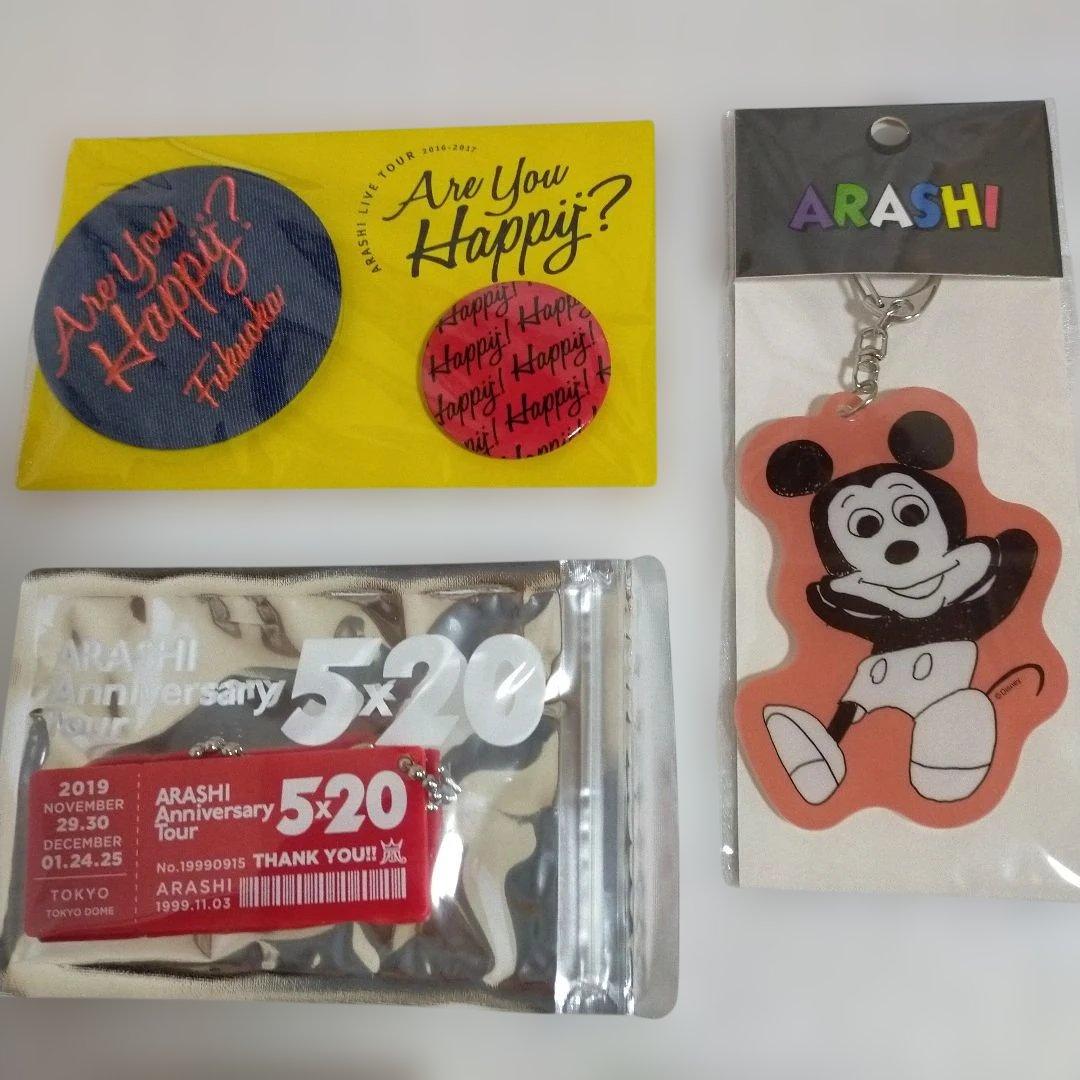 Are You
Happy?
Fukuoka
ARASHI LIVE TOUR 2016-2017
Are You
Happy?
Happy! Happy!
Happy! Happy!
Happy! Happy!
Happy!
ARASHI
©Disney
ARASHI
Anniversary
Tour
5x20
2019
NOVEMBER
29.30
DECEMBER
01.24.25
TOKYO
TOKYO DOME
ARASHI
Anniversary
Tour
5x20
No.19990915 THANK YOU!! 嵐
ARASHI
1999.11.03